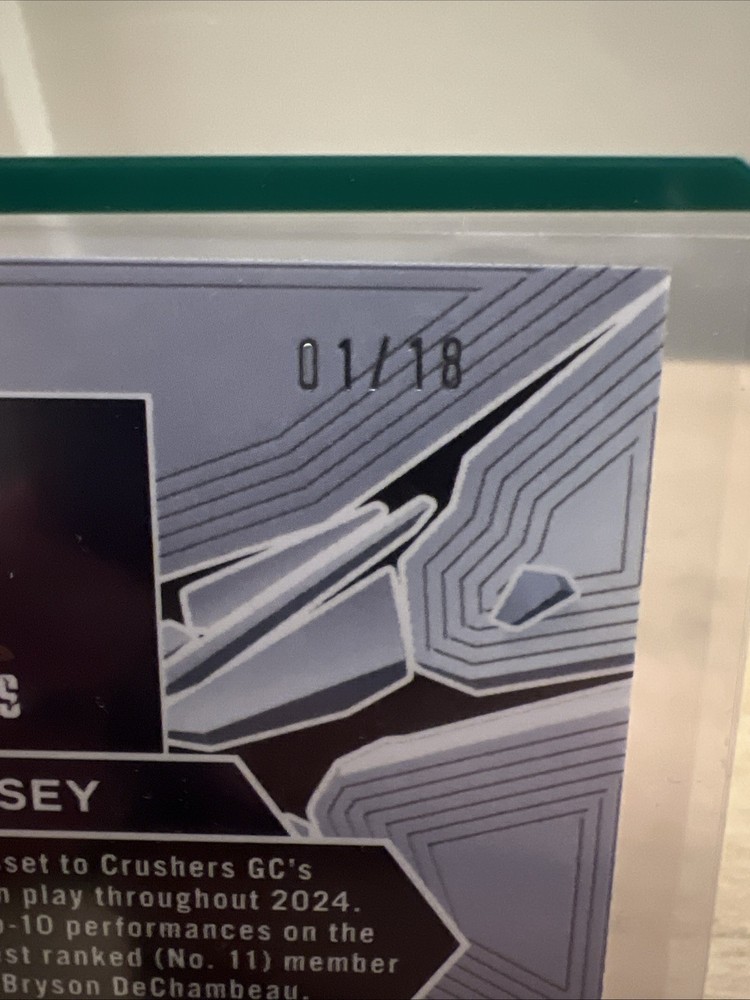 01/18
S
SEY
set to Crushers GC's
n play throughout 2024.
-10 performances on the
st ranked (No. 11) member
Bryson DeChambeau.